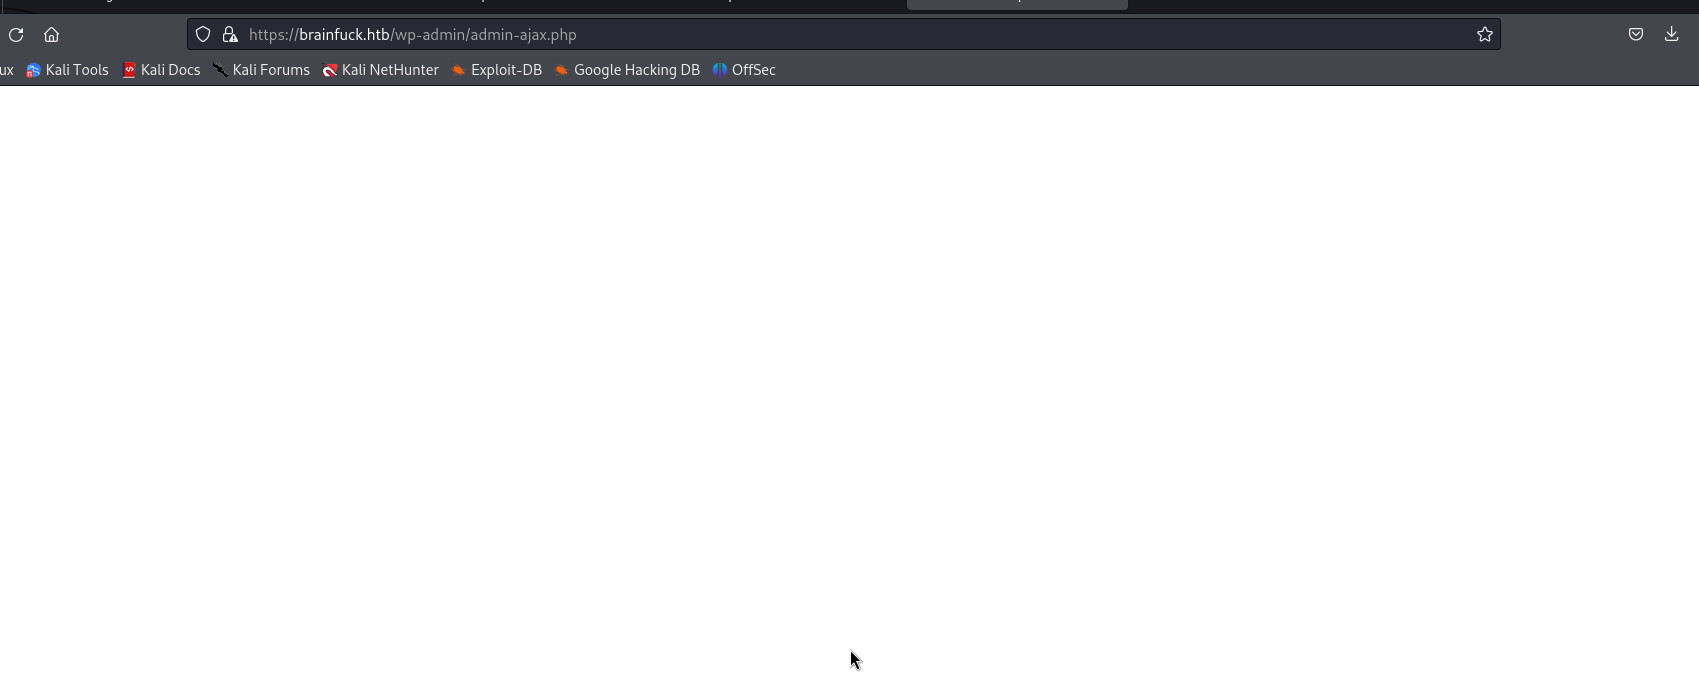 https://brainfuck.htb/wp-admin/admin-ajax.php
ux Kali Tools Kali Docs Kali Forums Kali NetHunter Exploit-DB Google Hacking DB OffSec